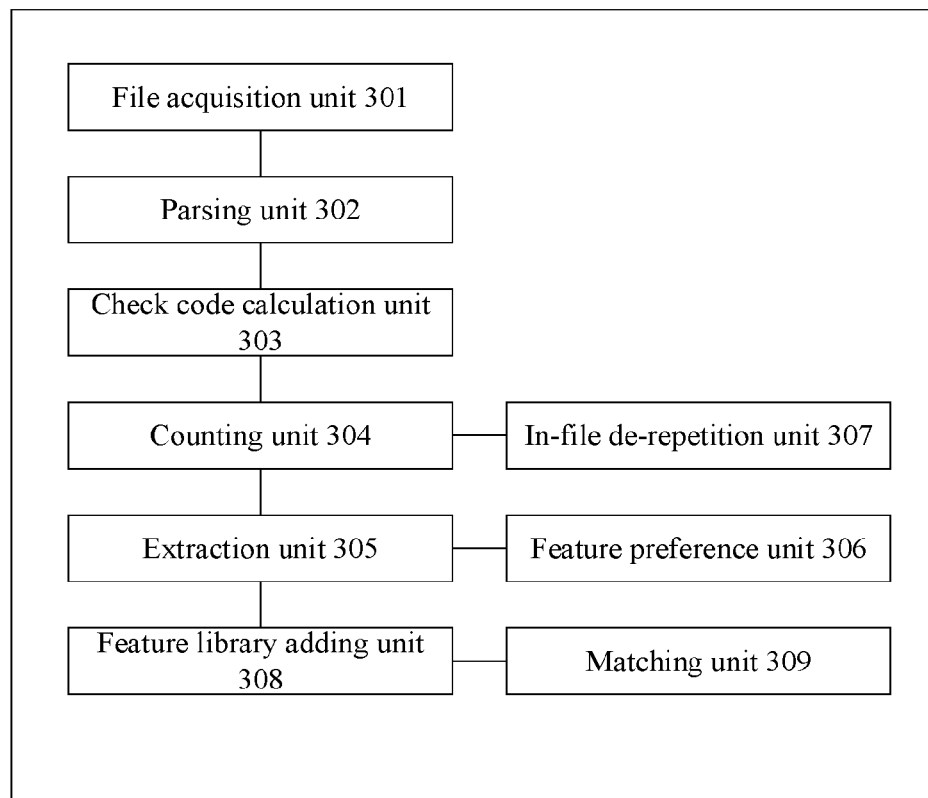 File acquisition unit 301
Parsing unit 302
Check code calculation unit
303
Counting unit 304
In-file de-repetition unit 307
Extraction unit 305
Feature preference unit 306
Feature library adding unit
308
Matching unit 309